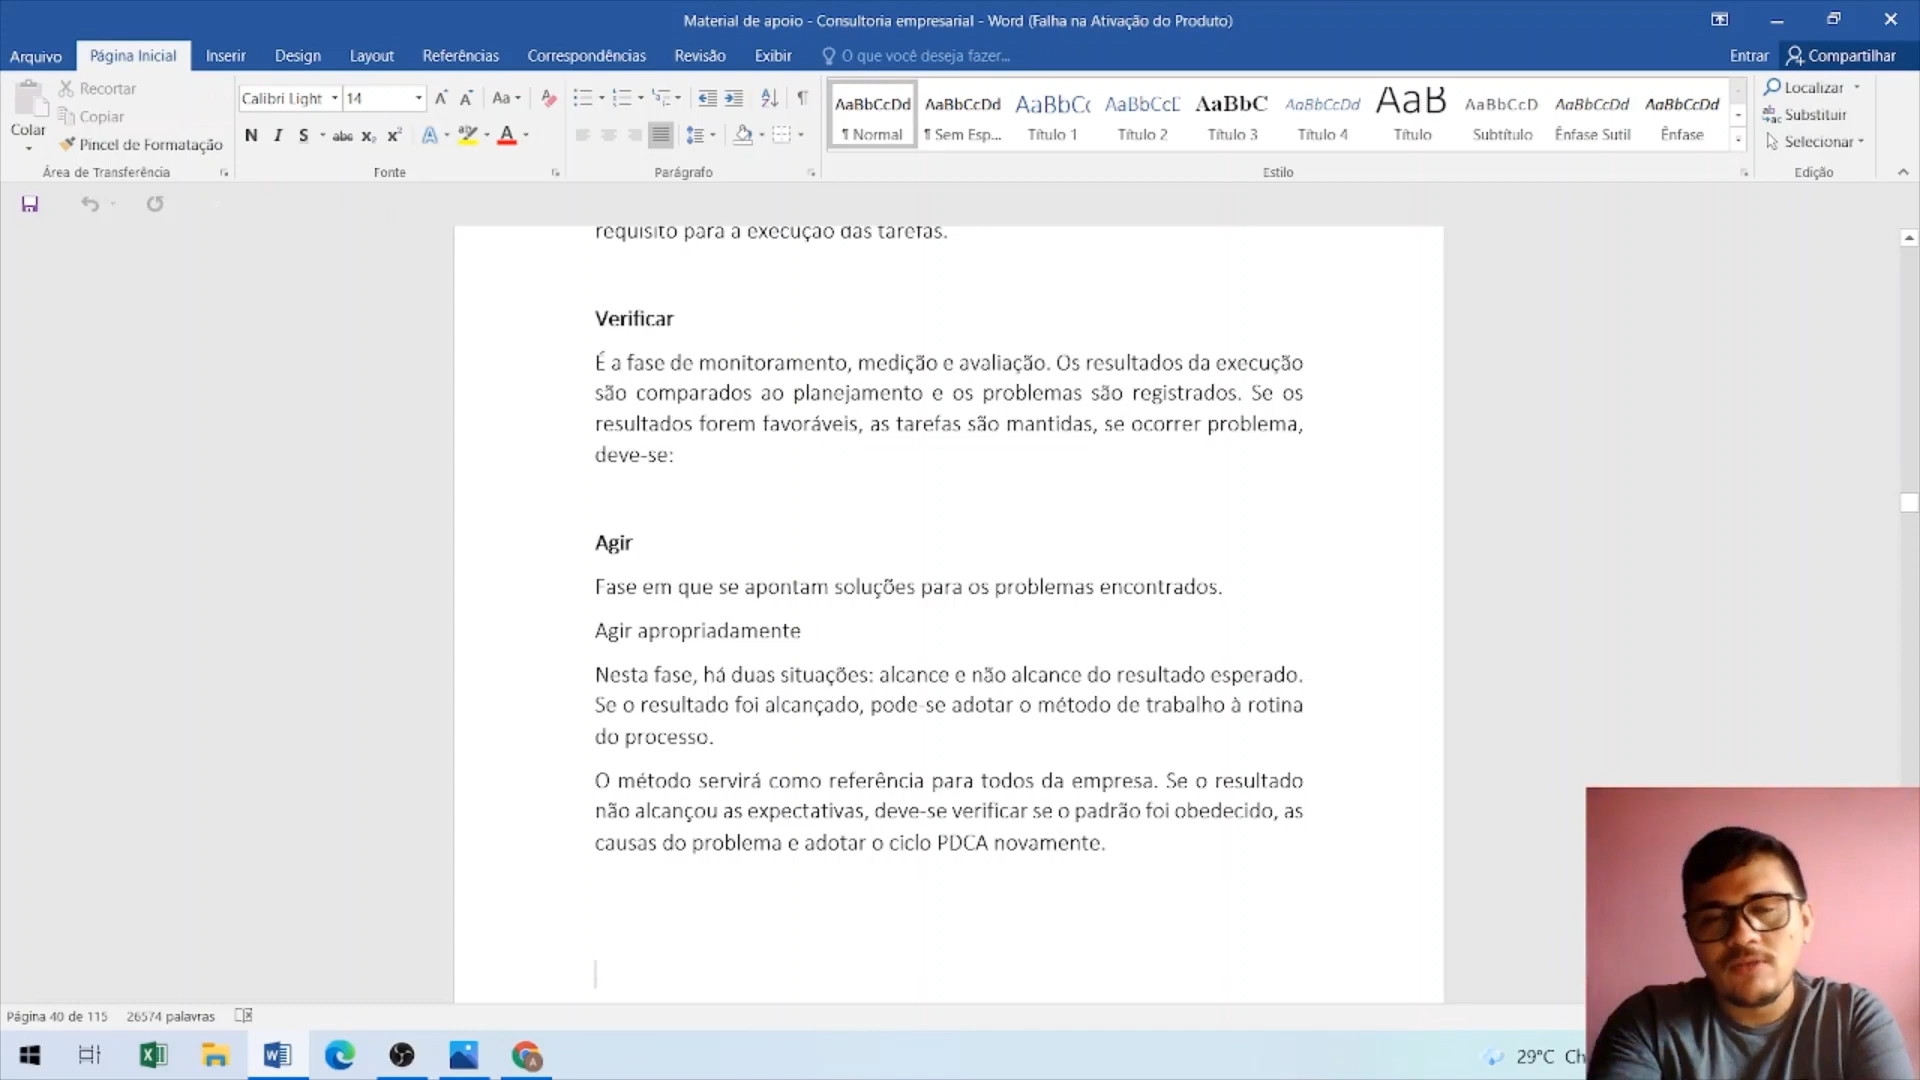 Material de apoio - Consultoria empresarial - Word (Falha na Ativação do Produto)
Arquivo Página Inicial Inserir Design Layout Referências Correspondências Revisão Exibir O que você deseja fazer... Entrar Compartilhar
Colar
Recortar
Copiar
Pincel de Formatação
Área de Transferência
Calibri Light 14
Aa
N I S abc x₂ x² A A
Fonte
Parágrafo
AaBbCcDd AaBbCcDd AaBbCc AaBbCcE AaBbC AaBbCcDd AaB AaBbCcD AaBbCcDd AaBbCcDd
¶ Normal ¶ Sem Esp... Título 1 Título 2 Título 3 Título 4 Título Subtítulo Ênfase Sutil Ênfase
Estilo
Localizar
Substituir
Selecionar
Edição
requisito para a execução das tarefas.
Verificar
É a fase de monitoramento, medição e avaliação. Os resultados da execução
são comparados ao planejamento e os problemas são registrados. Se os
resultados forem favoráveis, as tarefas são mantidas, se ocorrer problema,
deve-se:
Agir
Fase em que se apontam soluções para os problemas encontrados.
Agir apropriadamente
Nesta fase, há duas situações: alcance e não alcance do resultado esperado.
Se o resultado foi alcançado, pode-se adotar o método de trabalho à rotina
do processo.
O método servirá como referência para todos da empresa. Se o resultado
não alcançou as expectativas, deve-se verificar se o padrão foi obedecido, as
causas do problema e adotar o ciclo PDCA novamente.
Página 40 de 115 26574 palavras
29°C Ch